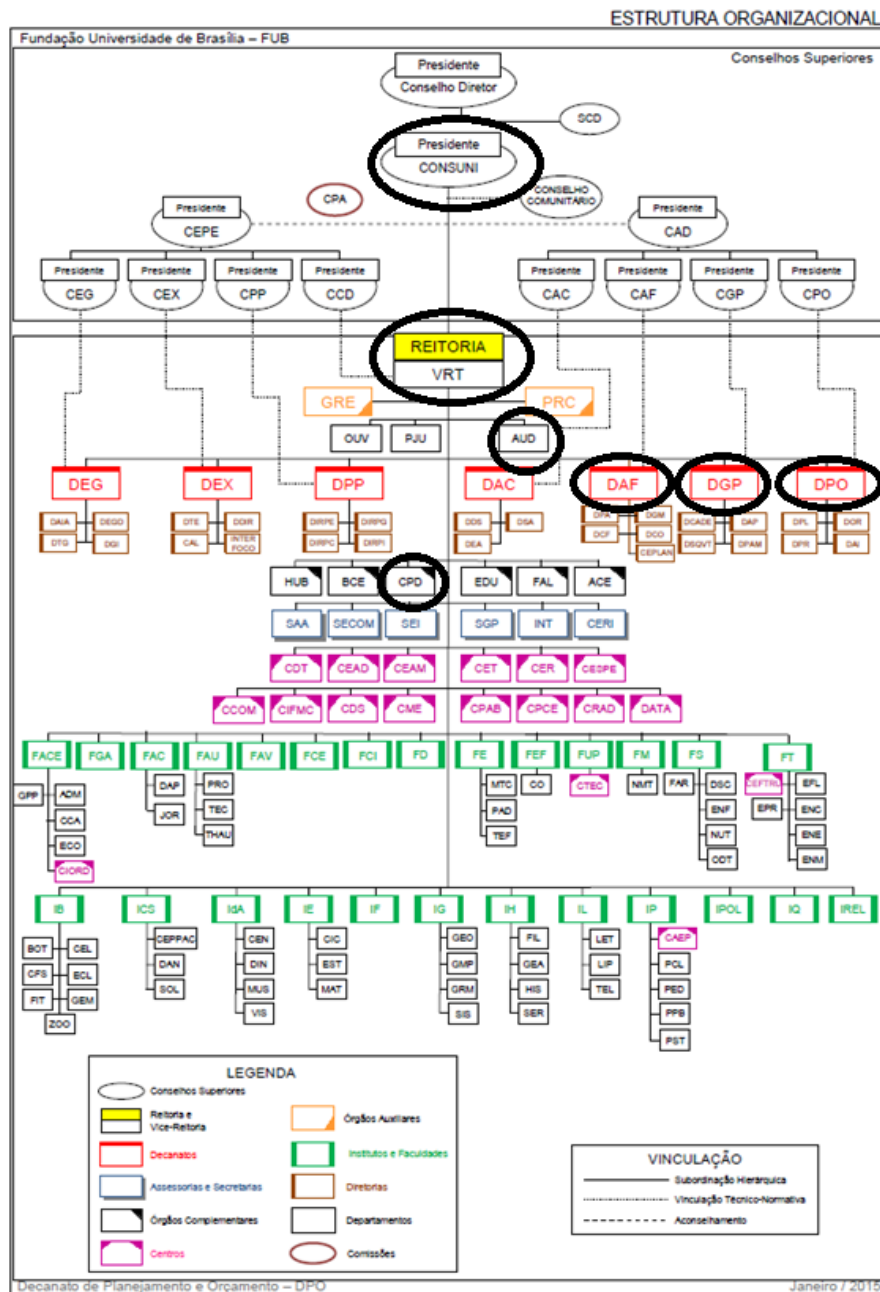 ESTRUTURA ORGANIZACIONAL
Fundação Universidade de Brasília – FUB
Conselhos Superiores
Presidente
Conselho Diretor
SCD
Presidente
CONSUNI
CPA
CONSELHO
COMUNITÁRIO
Presidente
CEPE
Presidente
CAD
Presidente Presidente Presidente Presidente Presidente Presidente Presidente Presidente
CEG CEX CPP CCD CAC CAF CGP CPO
REITORIA
VRT
GRE PRC
OUV PJU AUD
DEG DEX DPP DAC DAF DGP DPO
DAIA DEGD DTE DDIR DIRPE DIRPG DDS DSA DPA DGM DCADE DAP DPL DOR
DTG DGI CAL INTER FOCO DIRPC DIRPI DEA DCF DCO DSQVT DPAM DPR DAI
CEPLAN
HUB BCE CPD EDU FAL ACE
SAA SECOM SEI SGP INT CERI
CDT CEAD CEAM CET CER CESPE
CCOM CIFMC CDS CME CPAB CPCE CRAD DATA
FACE FGA FAC FAU FAV FCE FCI FD FE FEF FUP FM FS FT
GPP ADM DAP PRO MTC CO CTEC NMT FAR DSC CEFTRU EFL
CCA JOR TEC PAD ENF EPR ENC
ECO THAU TEF NUT ENE
CIORD ODT ENM
IB ICS IdA IE IF IG IH IL IP IPOL IQ IREL
BOT CEL CEPPAC CEN CIC GEO FIL LET CAEP
CFS ECL DAN DIN EST GMP GEA LIP PCL
FIT GEM SOL MUS MAT GRM HIS TEL PED
ZOO VIS SIS SER PPB
PST
LEGENDA
Conselhos Superiores
Reitoria e
Vice-Reitoria
Órgãos Auxiliares
Decanatos
Institutos e Faculdades
Assessorias e Secretarias
Diretorias
Órgãos Complementares
Departamentos
Centros
Comissões
VINCULAÇÃO
Subordinação Hierárquica
Vinculação Técnico-Normativa
Aconselhamento
Decanato de Planejamento e Orçamento – DPO
Janeiro / 2015